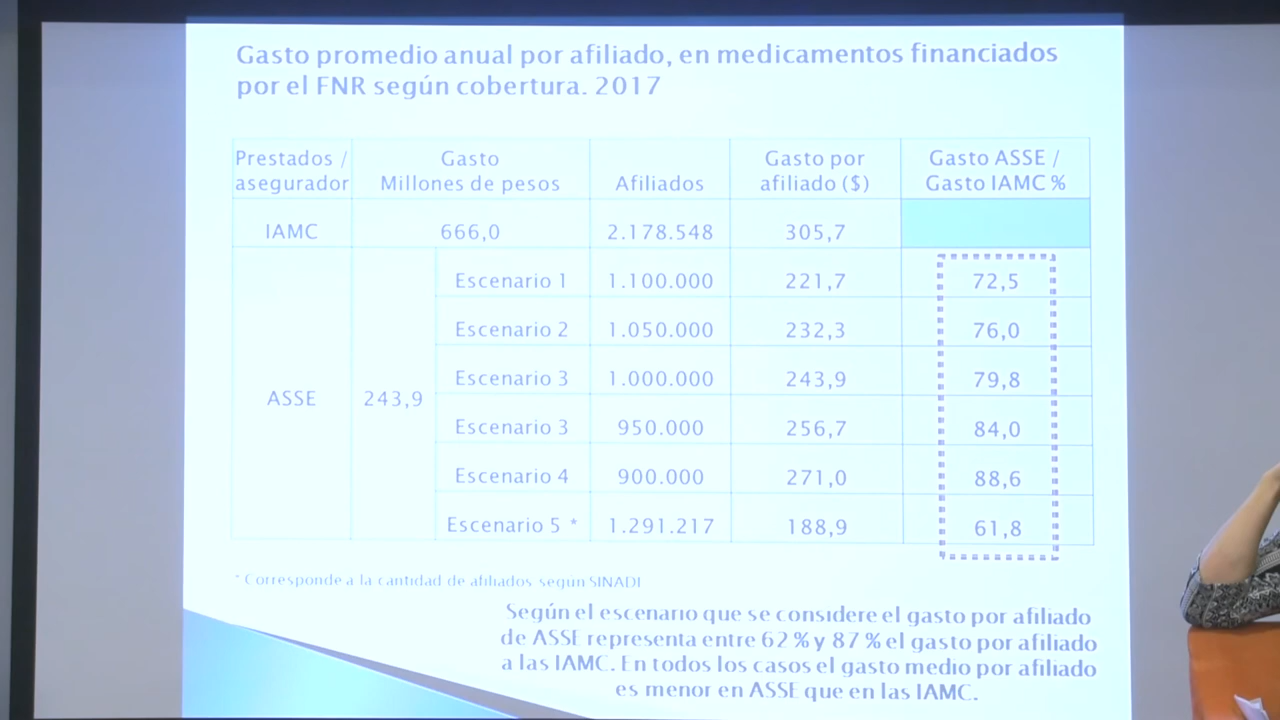 Gasto promedio anual por afiliado, en medicamentos financiados
por el FNR según cobertura. 2017
Prestados / asegurador Gasto Millones de pesos Afiliados Gasto por afiliado ($) Gasto ASSE / Gasto IAMC %
IAMC 666,0 2.178.548 305,7
ASSE 243,9
Escenario 1 1.100.000 221,7 72,5
Escenario 2 1.050.000 232,3 76,0
Escenario 3 1.000.000 243,9 79,8
Escenario 3 950.000 256,7 84,0
Escenario 4 900.000 271,0 88,6
Escenario 5 * 1.291.217 188,9 61,8
* Corresponde a la cantidad de afiliados segun SINADI
Según el escenario que se considere el gasto por afiliado
de ASSE representa entre 62 % y 87 % el gasto por afiliado
a las IAMC. En todos los casos el gasto medio por afiliado
es menor en ASSE que en las IAMC.